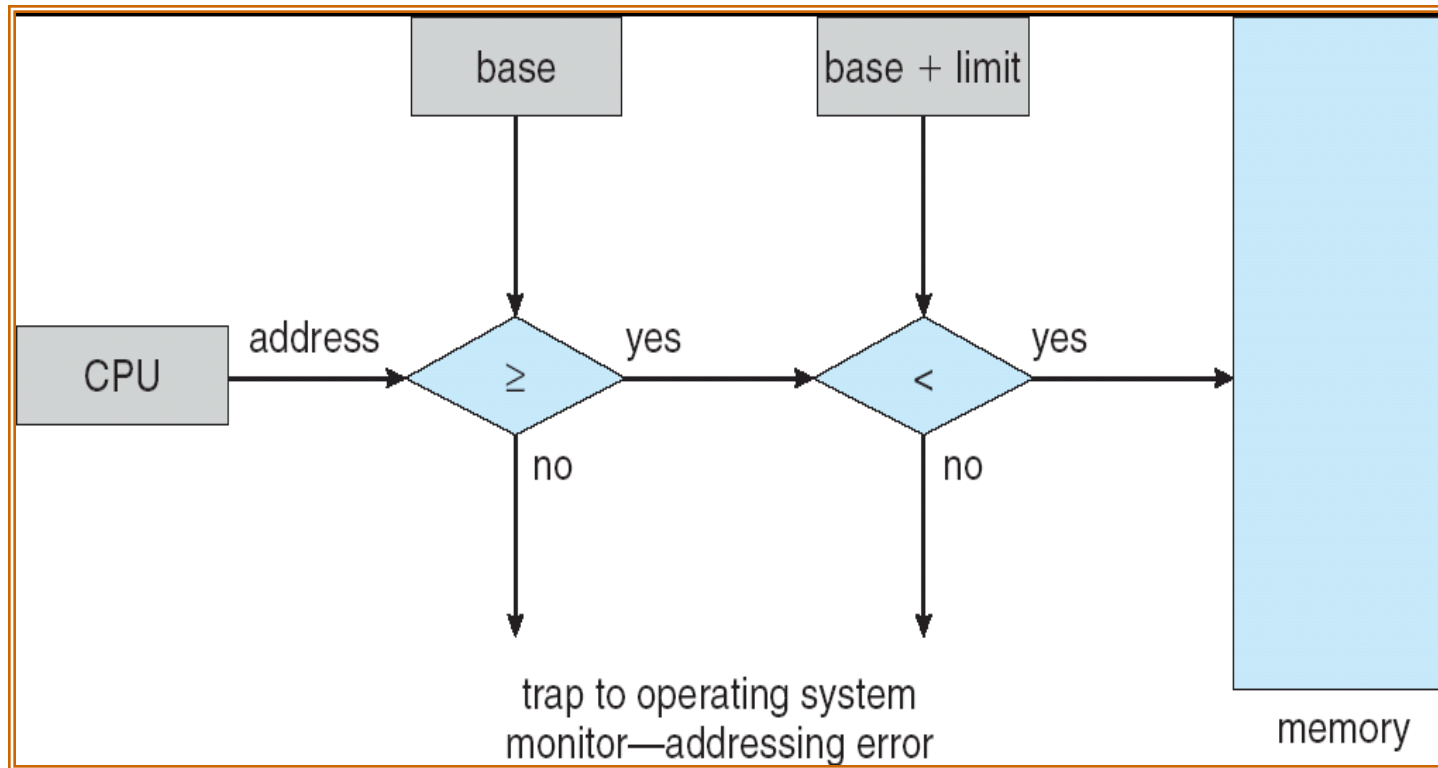 base
base + limit
address
yes
yes
CPU
≥
<
no
no
trap to operating system
monitor—addressing error
memory